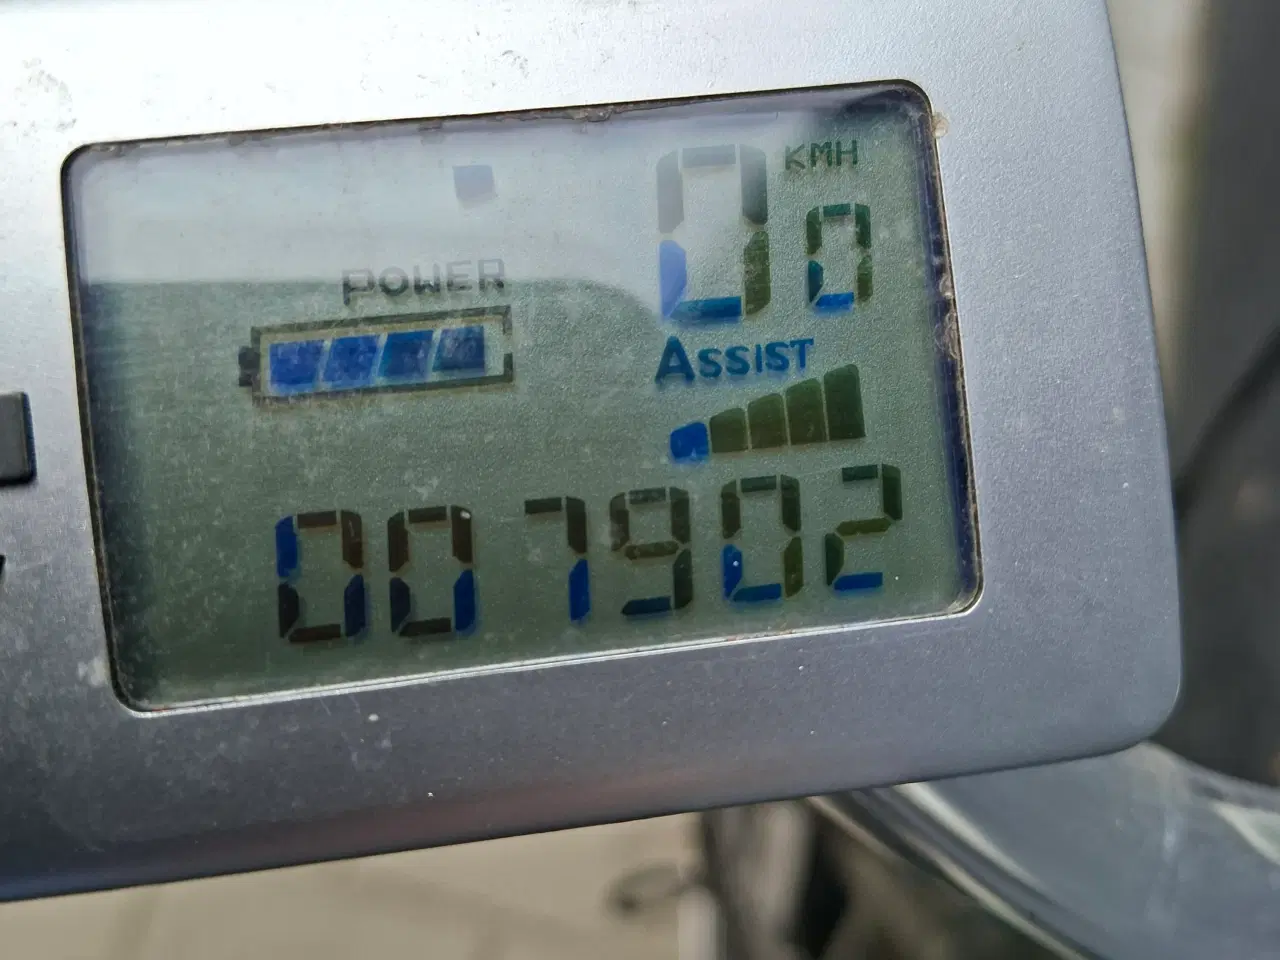 KMH
00
POWER
ASSIST
007902